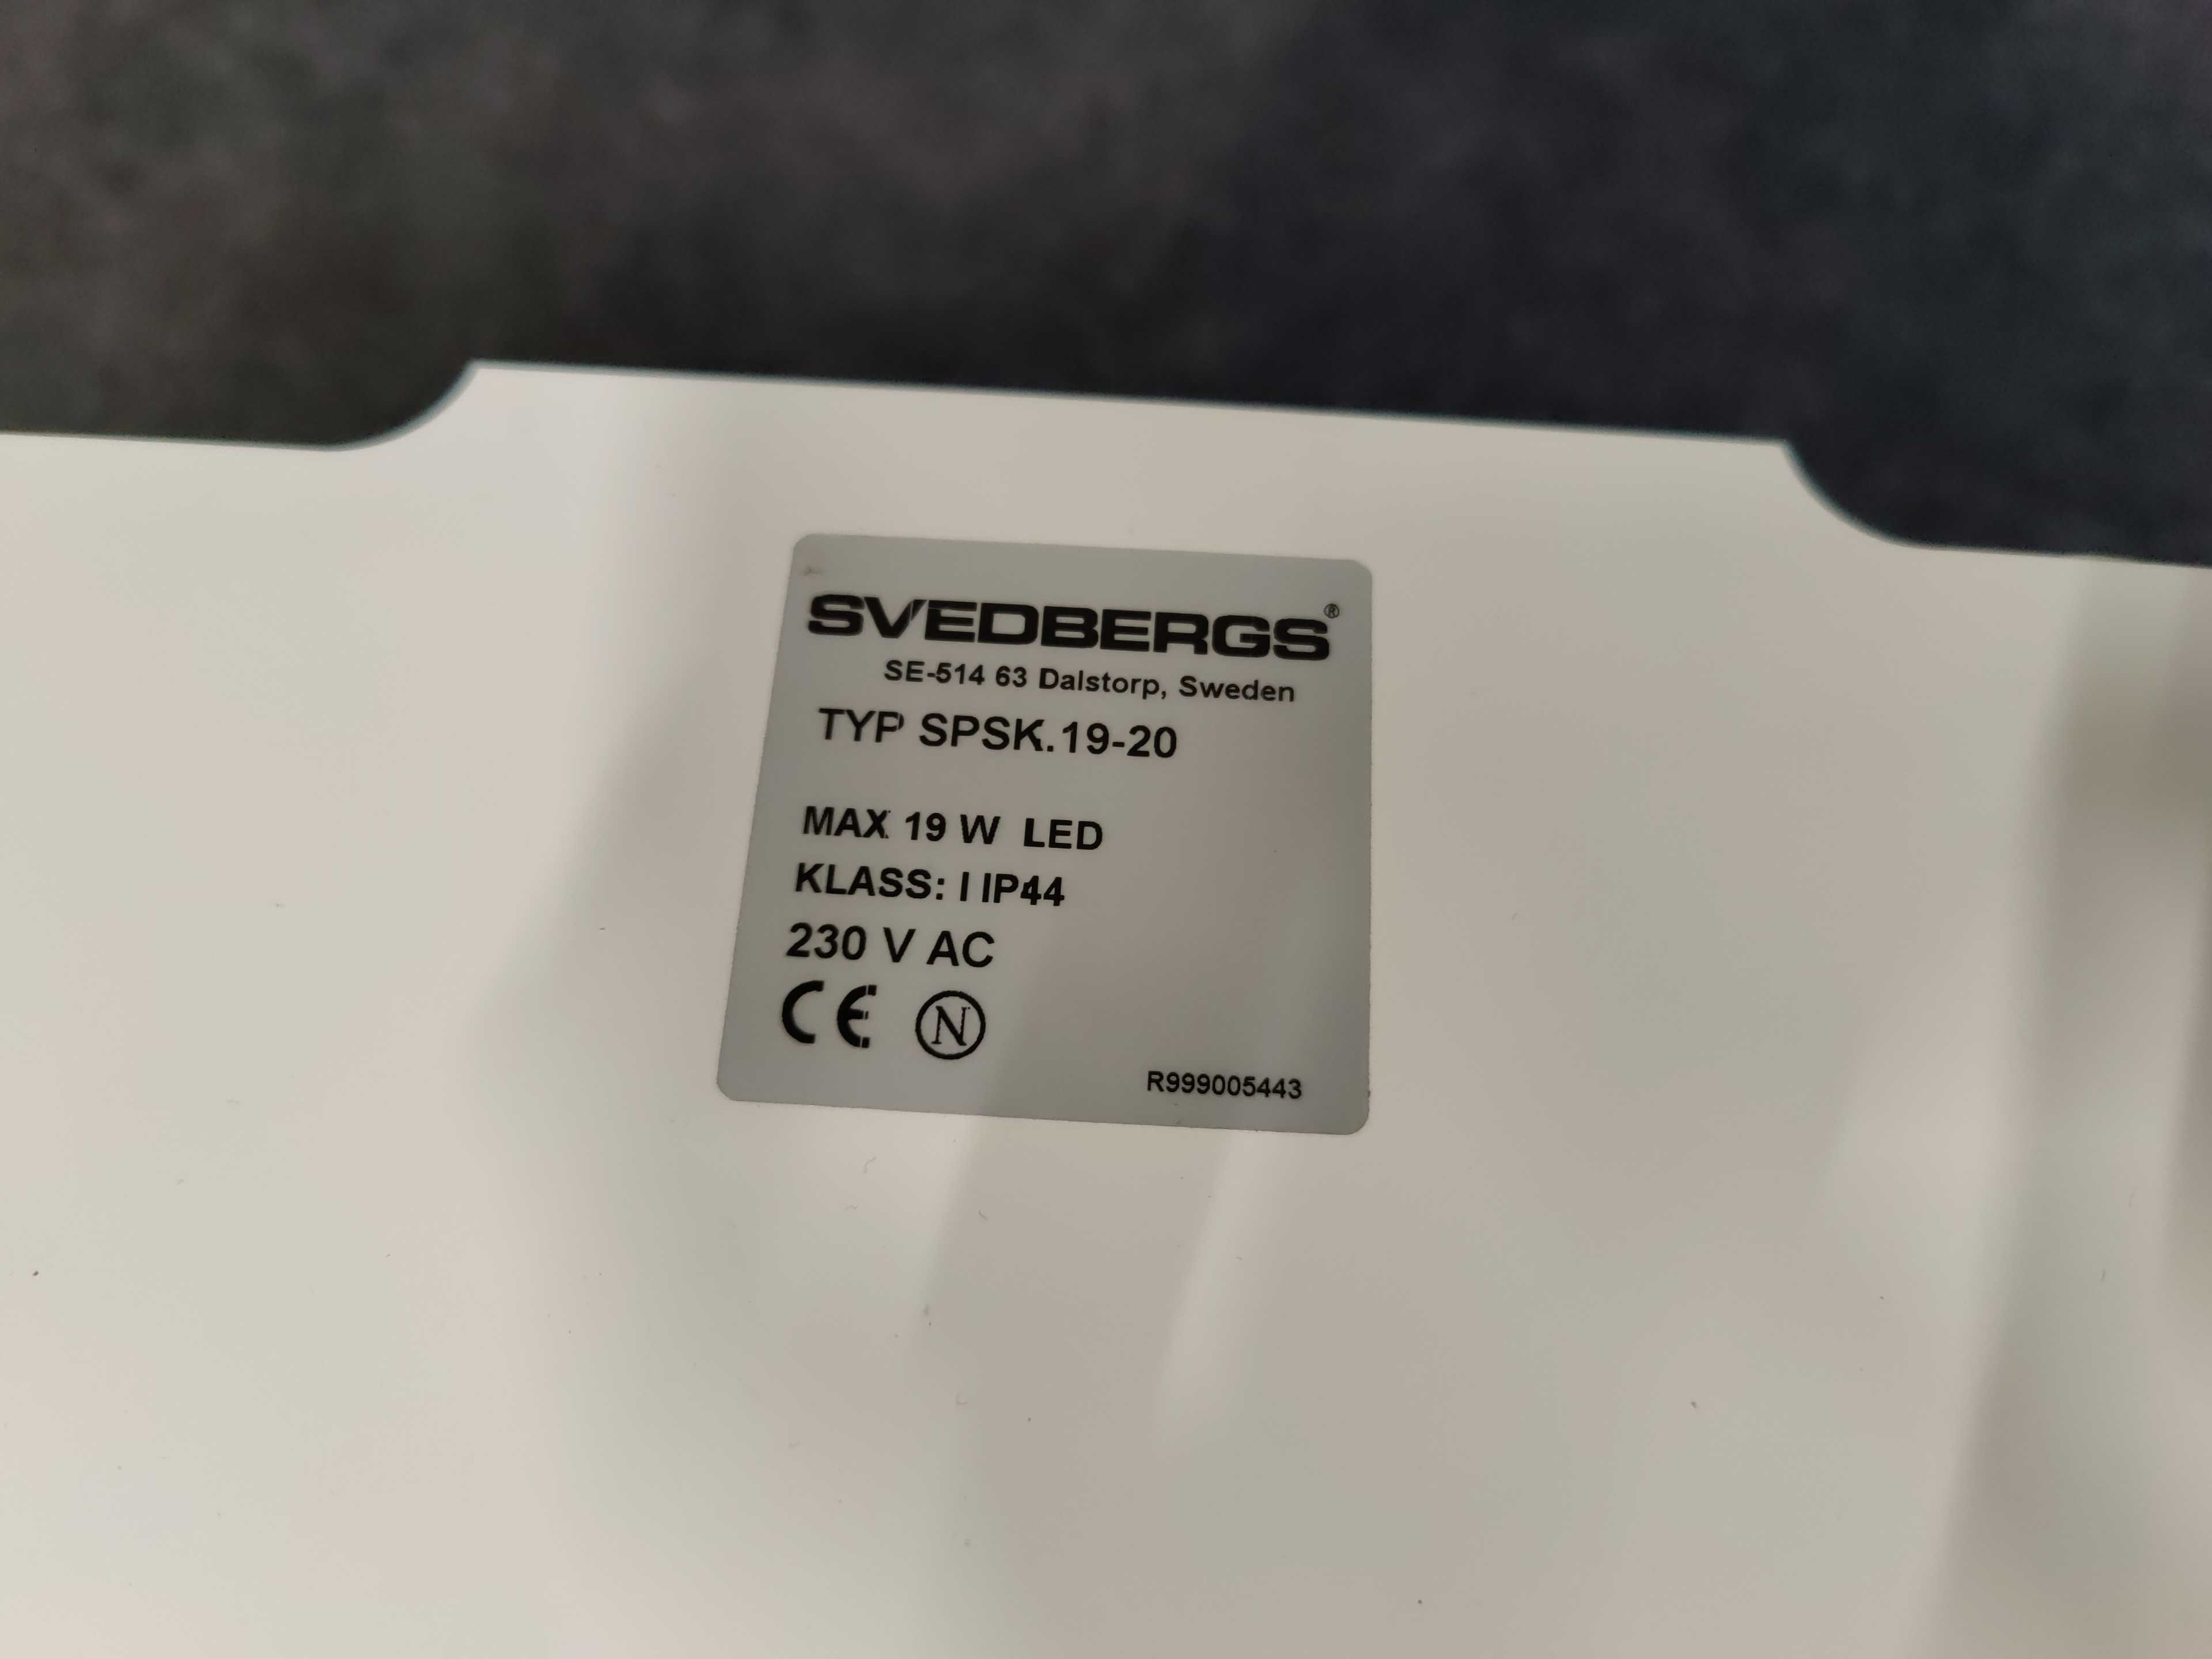 SVEDBERGS®
SE-514 63 Dalstorp, Sweden
TYP SPSK.19-20
MAX 19 W LED
KLASS: I IP44
230 V AC
CE N
R999005443